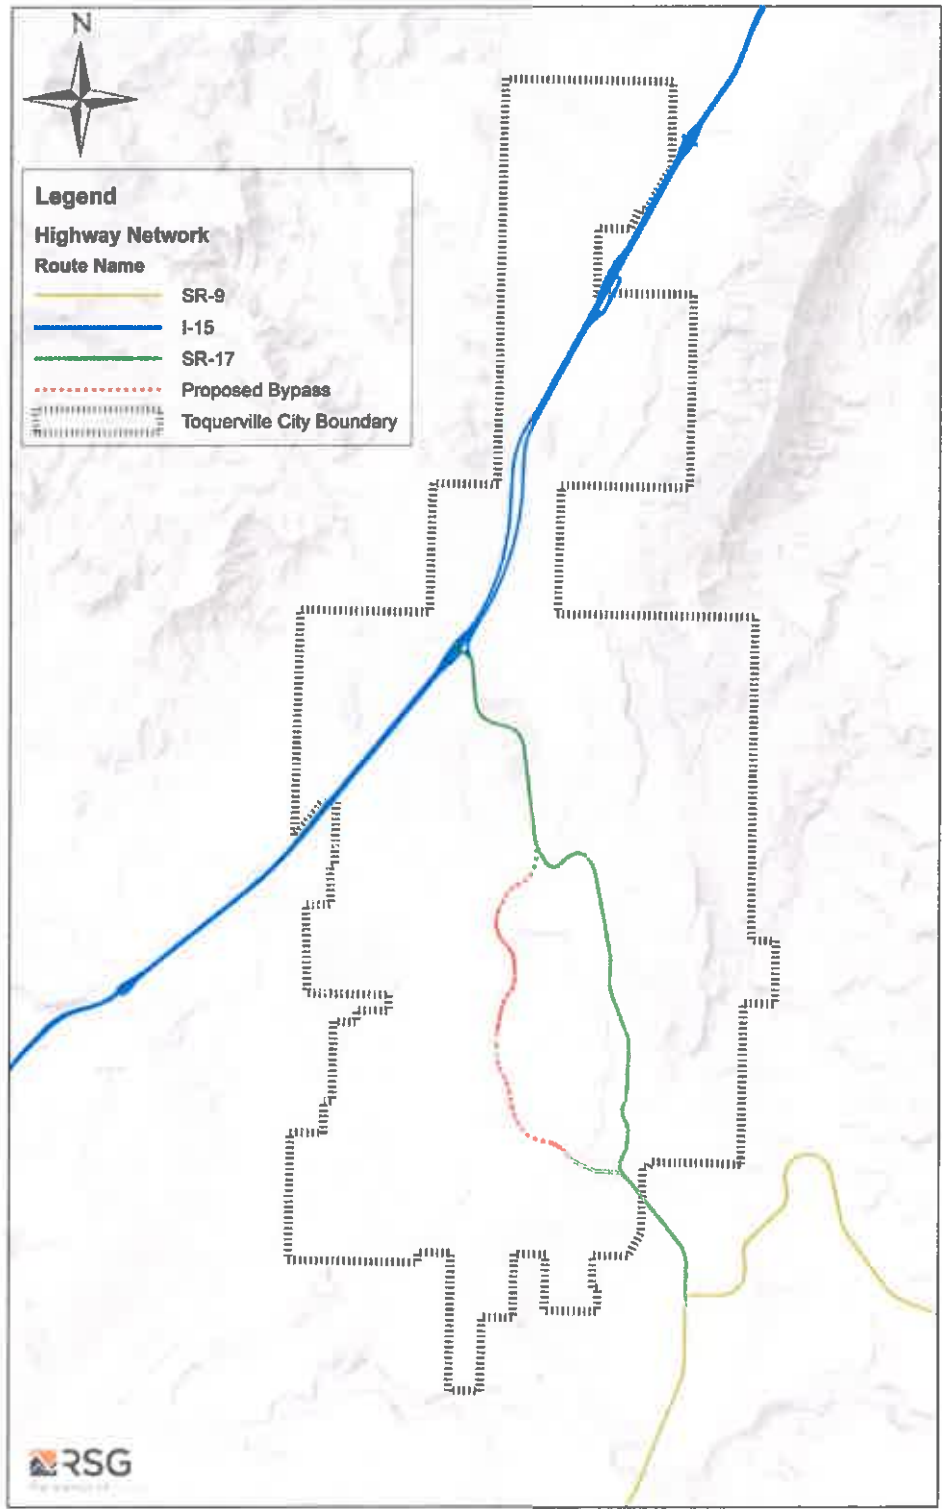 N
Legend
Highway Network
Route Name
SR-9
I-15
SR-17
Proposed Bypass
Toquerville City Boundary
RSG